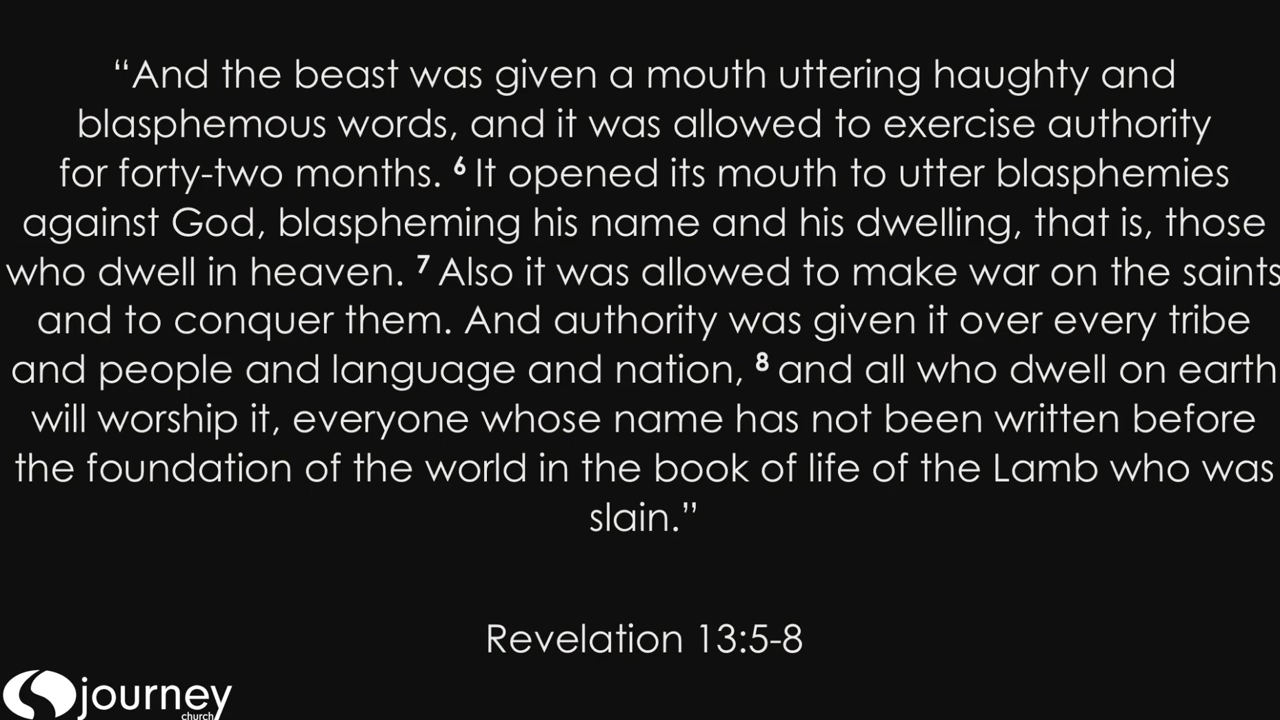 “And the beast was given a mouth uttering haughty and
blasphemous words, and it was allowed to exercise authority
for forty-two months. 6 It opened its mouth to utter blasphemies
against God, blaspheming his name and his dwelling, that is, those
who dwell in heaven. 7 Also it was allowed to make war on the saints
and to conquer them. And authority was given it over every tribe
and people and language and nation, 8 and all who dwell on earth
will worship it, everyone whose name has not been written before
the foundation of the world in the book of life of the Lamb who was
slain.”
Revelation 13:5-8
journey
church